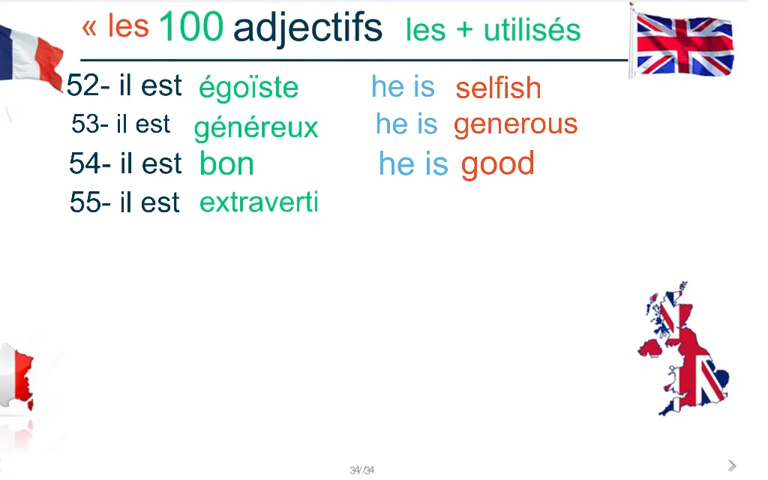 « les 100 adjectifs les + utilisés
52- il est égoïste he is selfish
53- il est généreux he is generous
54- il est bon he is good
55- il est extraverti
34/34